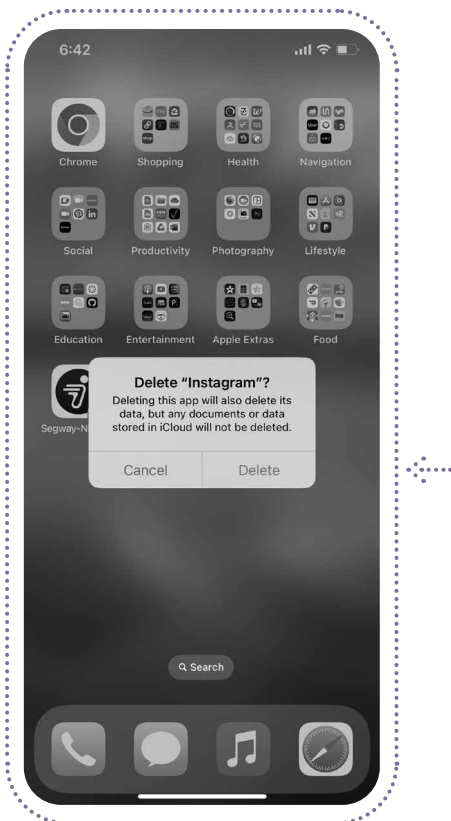 6:42
Chrome Shopping Health Navigation
Social Productivity Photography Lifestyle
Education Entertainment Apple Extras Food
Delete “Instagram”?
Deleting this app will also delete its
data, but any documents or data
stored in iCloud will not be deleted.
Segway-N
Cancel Delete
Search